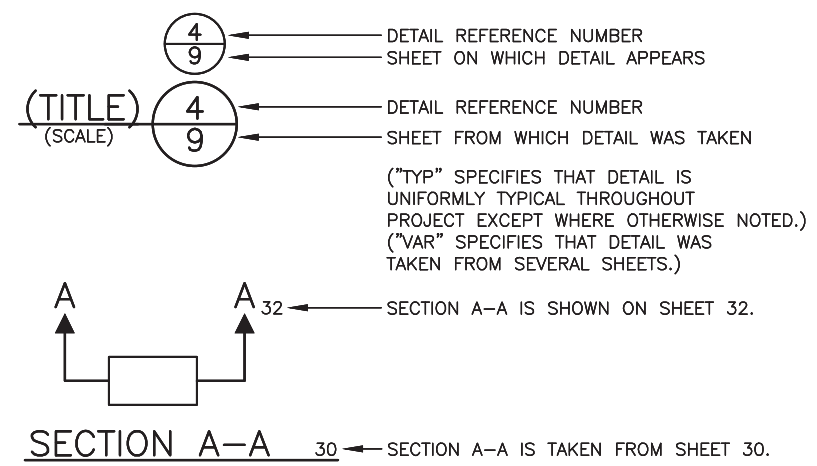 4 DETAIL REFERENCE NUMBER
9 SHEET ON WHICH DETAIL APPEARS
(TITLE) 4 DETAIL REFERENCE NUMBER
(SCALE) 9 SHEET FROM WHICH DETAIL WAS TAKEN
("TYP" SPECIFIES THAT DETAIL IS
UNIFORMLY TYPICAL THROUGHOUT
PROJECT EXCEPT WHERE OTHERWISE NOTED.)
("VAR" SPECIFIES THAT DETAIL WAS
TAKEN FROM SEVERAL SHEETS.)
A A 32 SECTION A-A IS SHOWN ON SHEET 32.
SECTION A-A 30 SECTION A-A IS TAKEN FROM SHEET 30.